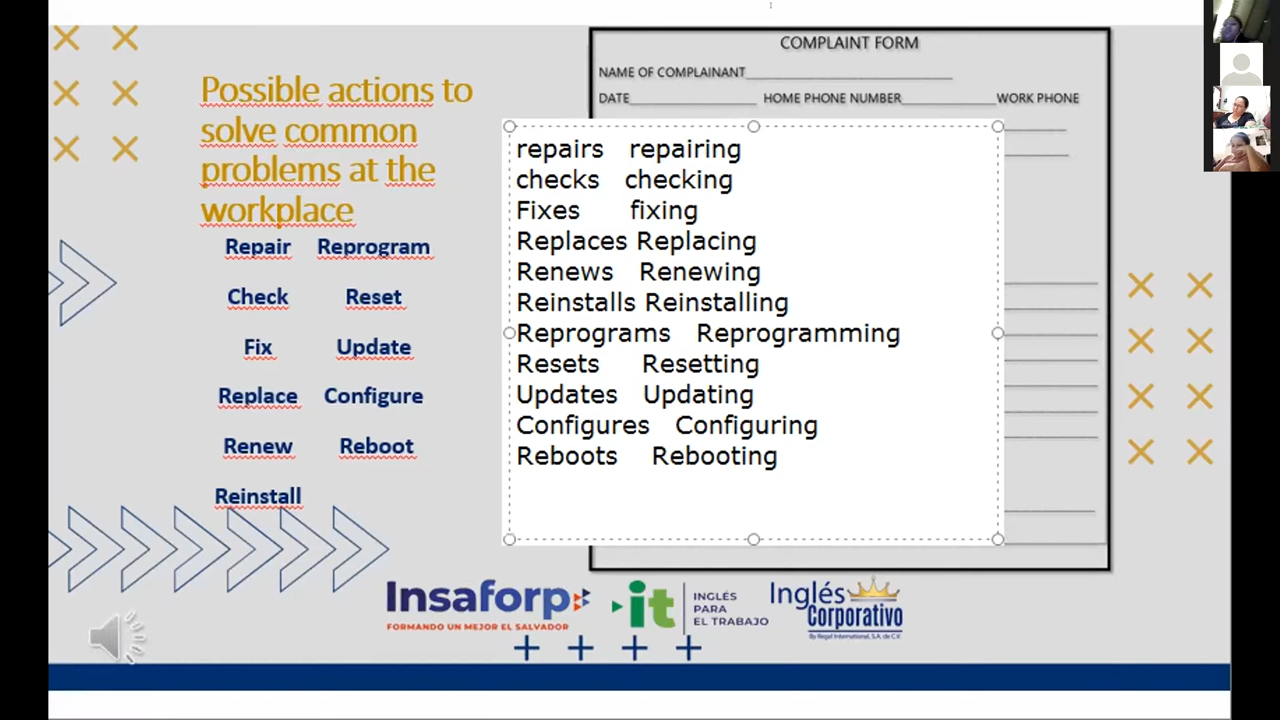 Possible actions to
solve common
problems at the
workplace
Repair Reprogram
Check Reset
Fix Update
Replace Configure
Renew Reboot
Reinstall
COMPLAINT FORM
NAME OF COMPLAINANT
DATE HOME PHONE NUMBER WORK PHONE
repairs repairing
checks checking
Fixes fixing
Replaces Replacing
Renews Renewing
Reinstalls Reinstalling
Reprograms Reprogramming
Resets Resetting
Updates Updating
Configures Configuring
Reboots Rebooting
Insaforp
FORMANDO UN MEJOR EL SALVADOR
it
INGLÉS
PARA
EL TRABAJO
Inglés
Corporativo
By Regal International, S.A. de C.V.